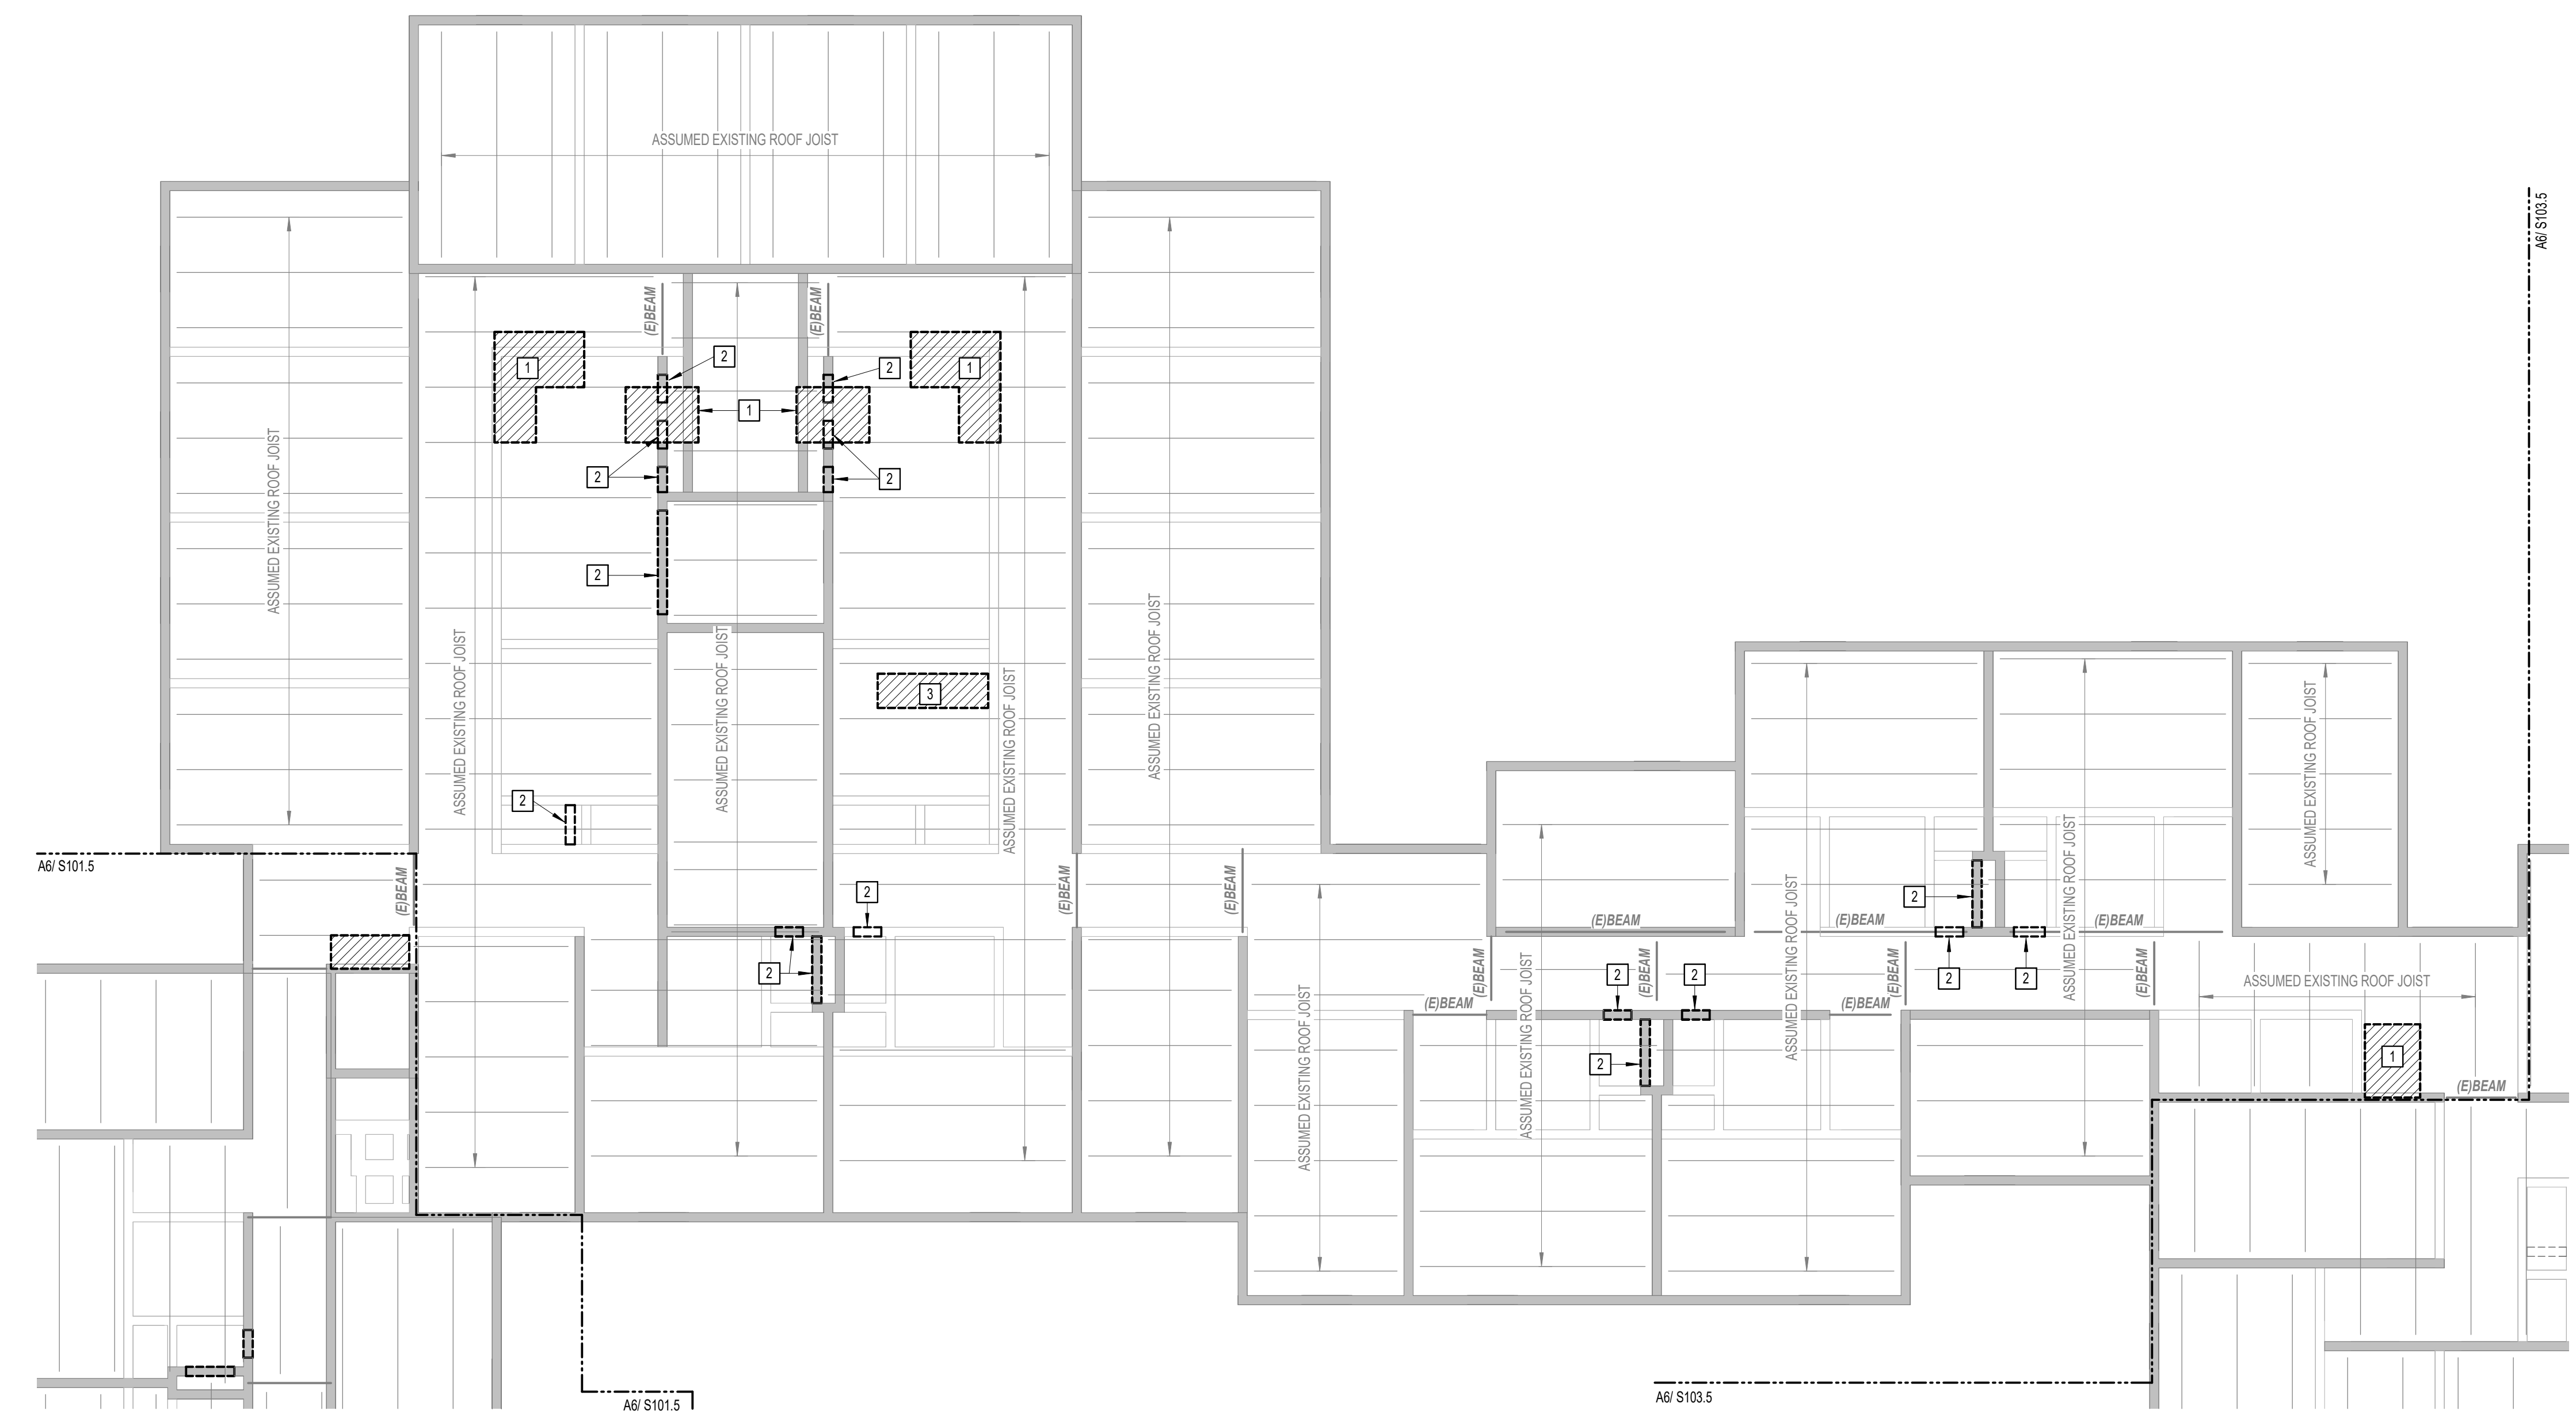 ASSUMED EXISTING ROOF JOIST
A6/ S103.5
(E)BEAM
(E)BEAM
2
1
2
1
1
2
2
ASSUMED EXISTING ROOF JOIST
2
ASSUMED EXISTING ROOF JOIST
ASSUMED EXISTING ROOF JOIST
ASSUMED EXISTING ROOF JOIST
ASSUMED EXISTING ROOF JOIST
ASSUMED EXISTING ROOF JOIST
3
ASSUMED EXISTING ROOF JOIST
2
ASSUMED EXISTING ROOF JOIST
A6/ S101.5
(E)BEAM
2
(E)BEAM
(E)BEAM
2
(E)BEAM
(E)BEAM
(E)BEAM
2
(E)BEAM
2
(E)BEAM
2
(E)BEAM
2
2
(E)BEAM
ASSUMED EXISTING ROOF JOIST
ASSUMED EXISTING ROOF JOIST
ASSUMED EXISTING ROOF JOIST
ASSUMED EXISTING ROOF JOIST
(E)BEAM
(E)BEAM
2
1
(E)BEAM
A6/ S101.5
A6/ S103.5